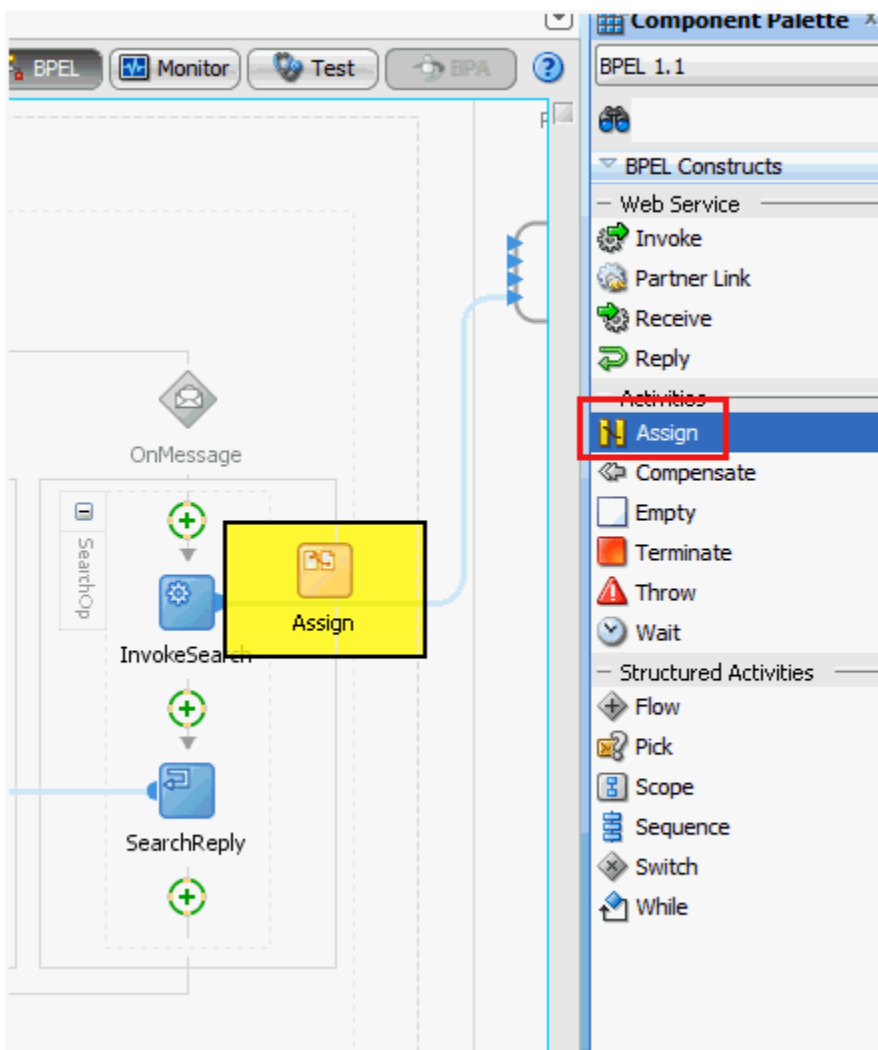 Component Palette
BPEL Monitor Test BPA
BPEL 1.1
BPEL Constructs
Web Service
Invoke
Partner Link
Receive
Reply
Activities
Assign
Compensate
Empty
Terminate
Throw
Wait
Structured Activities
Flow
Pick
Scope
Sequence
Switch
While
OnMessage
SearchOp
Assign
InvokeSearch
SearchReply